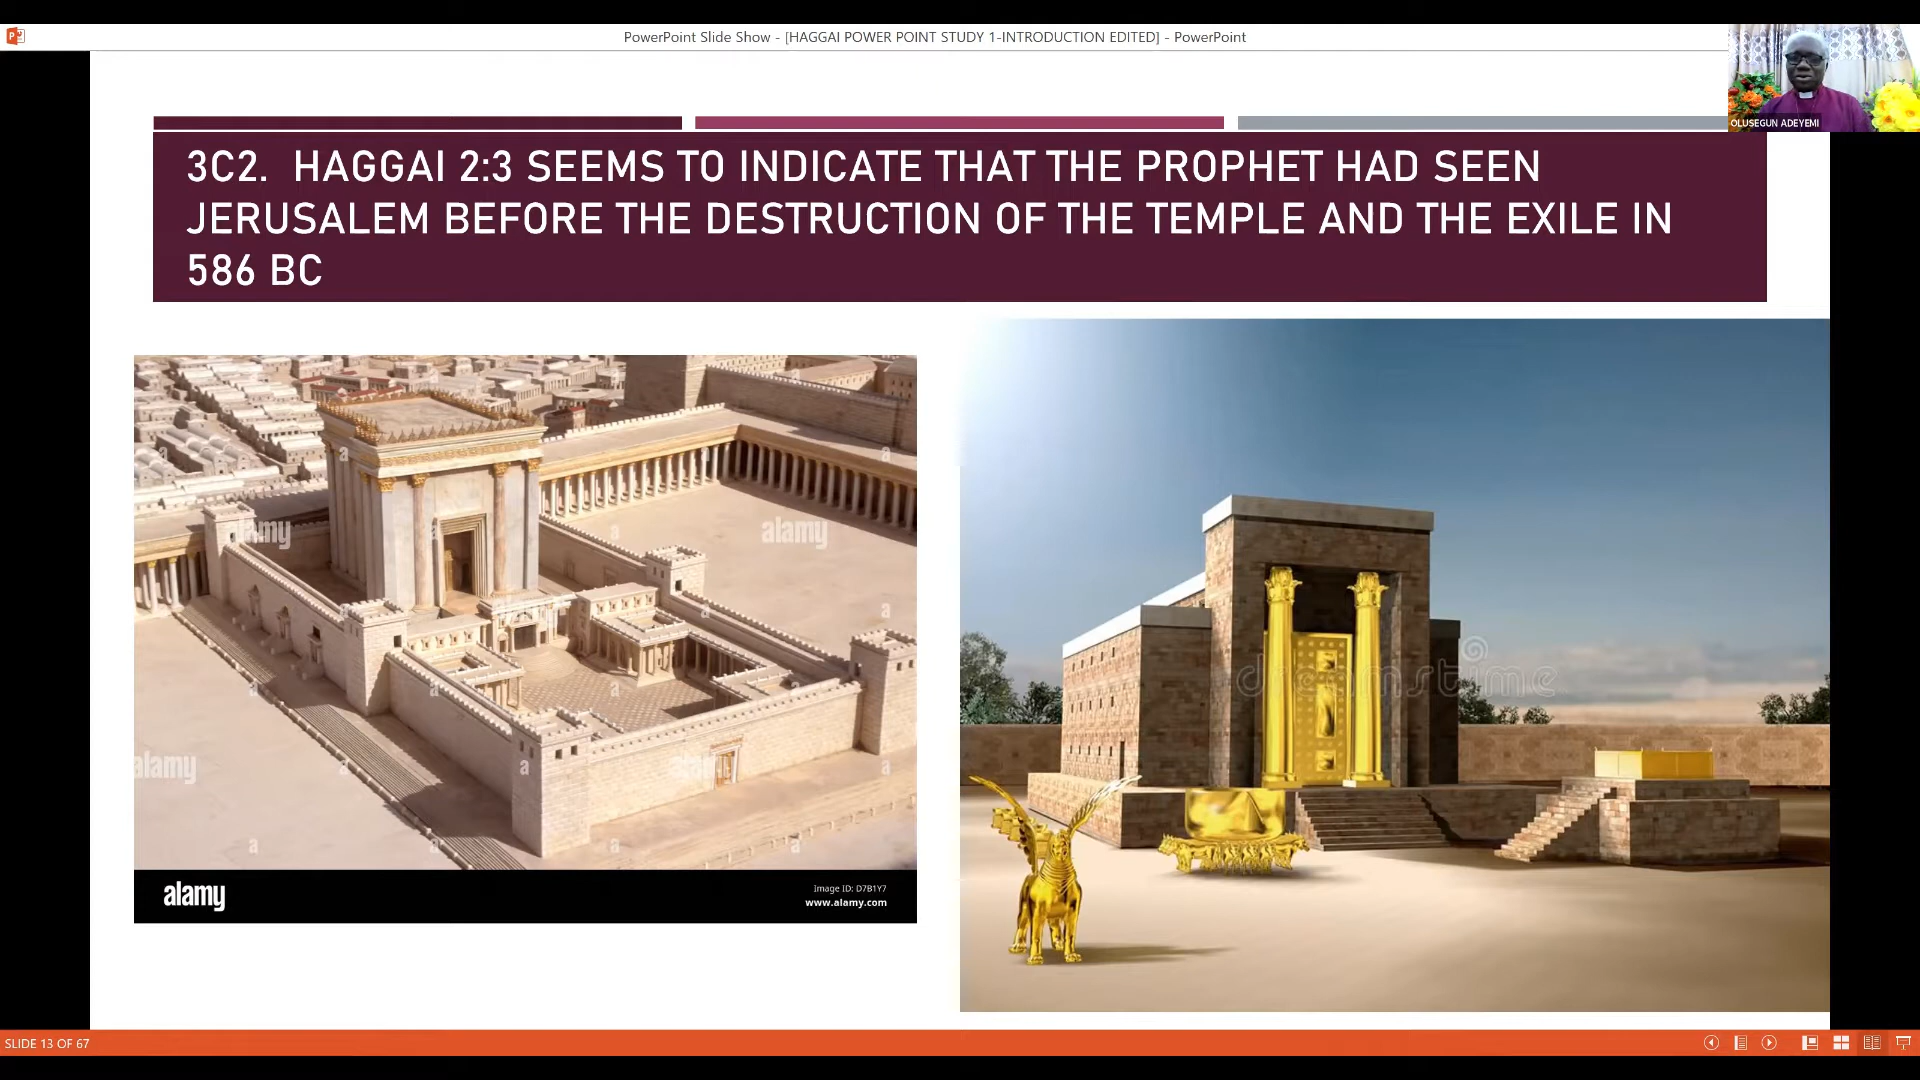 PowerPoint Slide Show - [HAGGAI POWER POINT STUDY 1-INTRODUCTION EDITED] - PowerPoint
OLUSEGUN ADEYEMI
3C2. HAGGAI 2:3 SEEMS TO INDICATE THAT THE PROPHET HAD SEEN
JERUSALEM BEFORE THE DESTRUCTION OF THE TEMPLE AND THE EXILE IN
586 BC
alamy
alamy
alamy
dreamstime
alamy
Image ID: D7B1Y7
www.alamy.com
SLIDE 13 OF 67